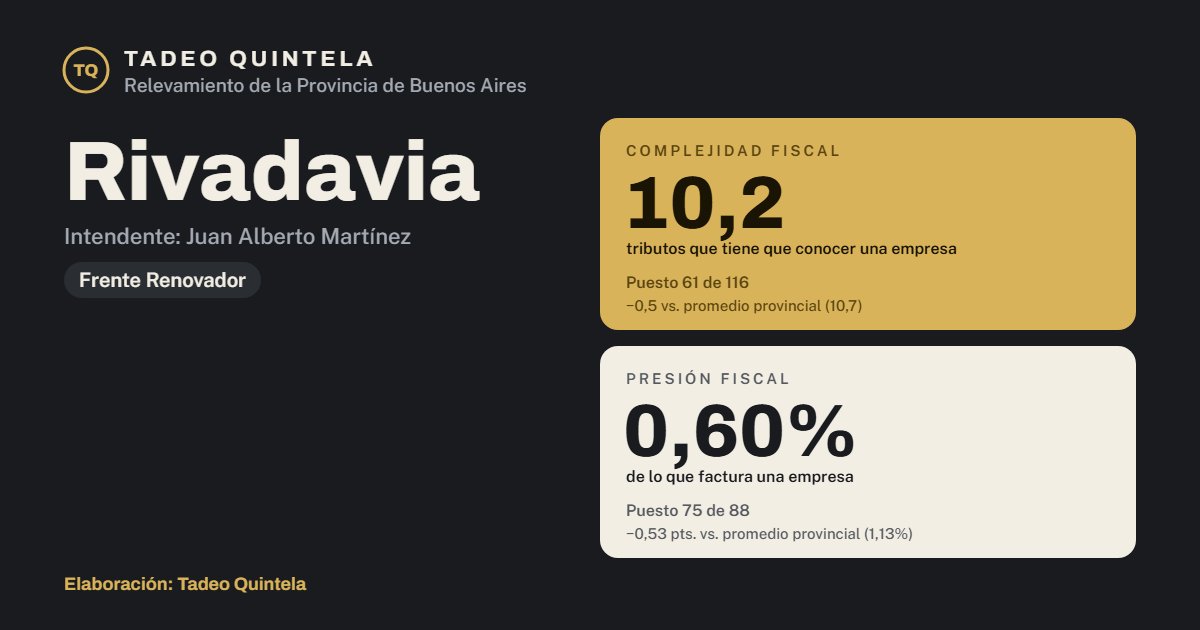 TQ
TADEO QUINTELA
Relevamiento de la Provincia de Buenos Aires
Rivadavia
Intendente: Juan Alberto Martínez
Frente Renovador
COMPLEJIDAD FISCAL
10,2
tributos que tiene que conocer una empresa
Puesto 61 de 116
−0,5 vs. promedio provincial (10,7)
PRESIÓN FISCAL
0,60%
de lo que factura una empresa
Puesto 75 de 88
−0,53 pts. vs. promedio provincial (1,13%)
Elaboración: Tadeo Quintela